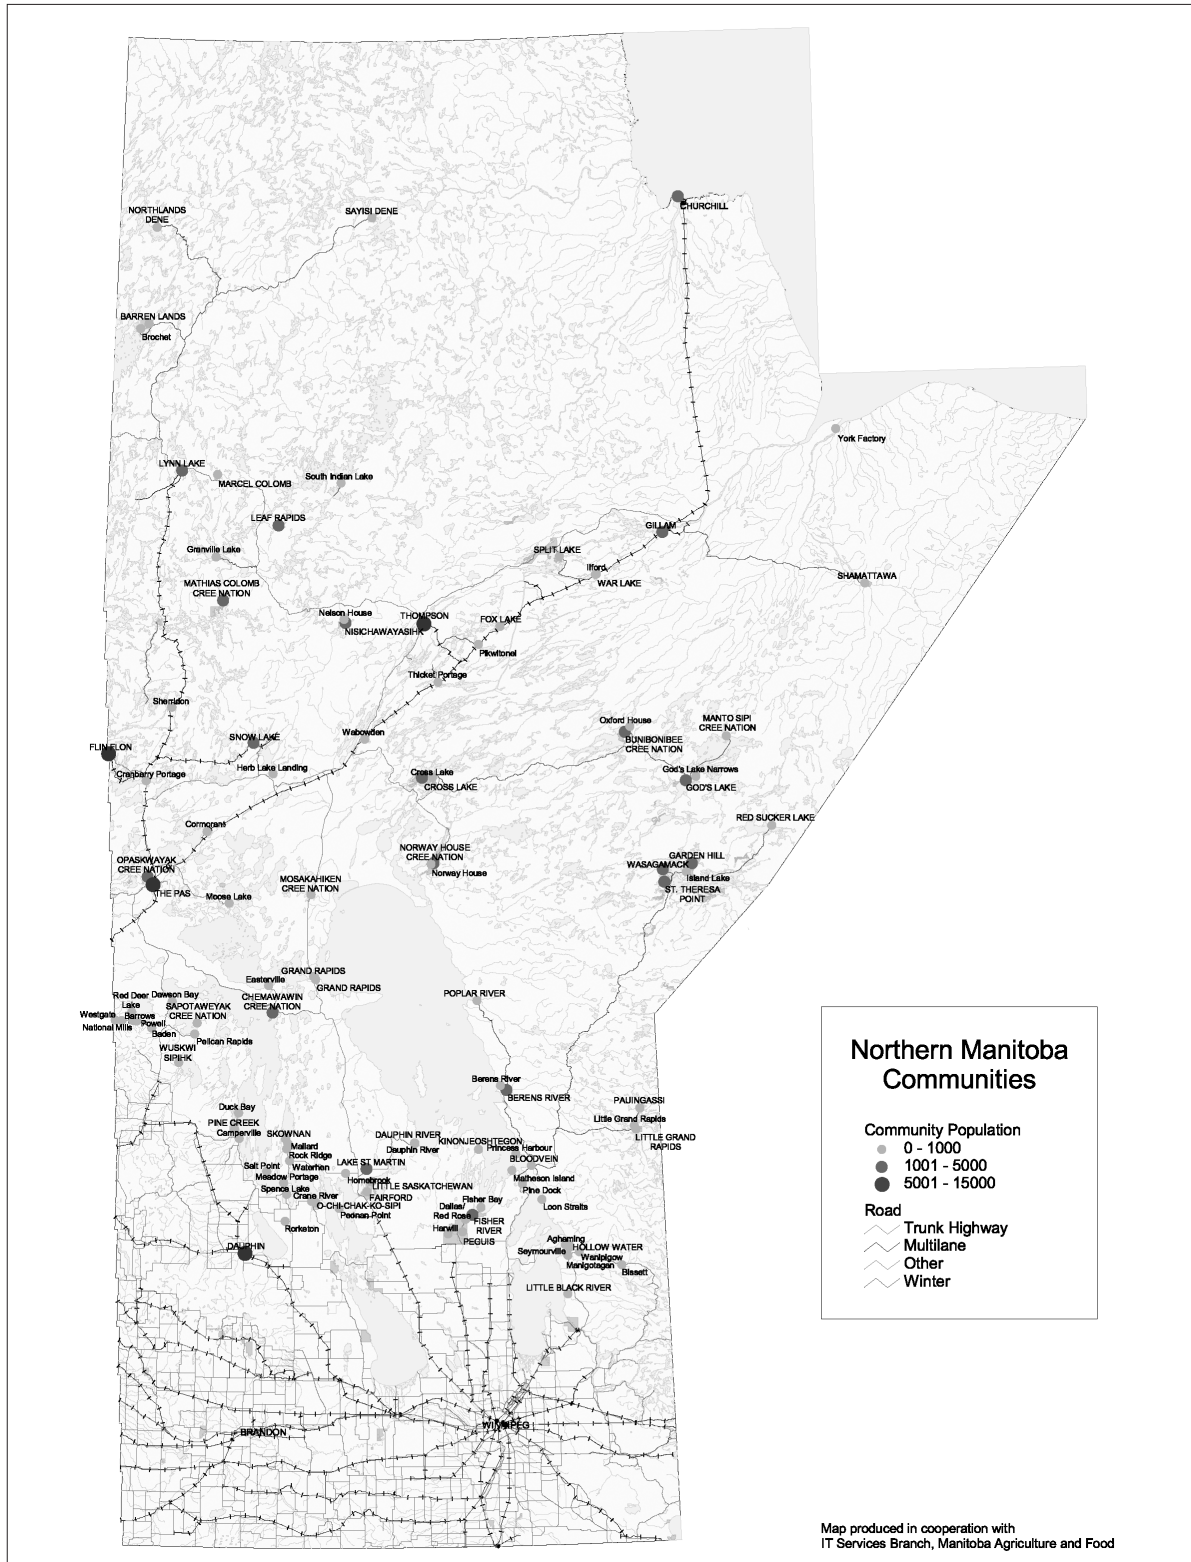 NORTHLANDS
DENE
SAYISI DENE
CHURCHILL
BARREN LANDS
Brochet
York Factory
LYNN LAKE
MARCEL COLOMB
South Indian Lake
LEAF RAPIDS
GILLAM
Granville Lake
SPLIT LAKE
Ilford
WAR LAKE
SHAMATTAWA
MATHIAS COLOMB
CREE NATION
Nelson House
NISICHAWAYASIHK
THOMPSON
FOX LAKE
Pikwitonei
Thicket Portage
Sherridon
Oxford House
BUNIBONIBEE
CREE NATION
MANTO SIPI
CREE NATION
Wabowden
SNOW LAKE
FLIN FLON
Cranberry Portage
Herb Lake Landing
Cross Lake
CROSS LAKE
God's Lake Narrows
GOD'S LAKE
RED SUCKER LAKE
Cormorant
NORWAY HOUSE
CREE NATION
Norway House
GARDEN HILL
WASAGAMACK
Island Lake
ST. THERESA
POINT
OPASKWAYAK
CREE NATION
THE PAS
MOSAKAHIKEN
CREE NATION
Moose Lake
GRAND RAPIDS
GRAND RAPIDS
Easterville
CHEMAWAWIN
CREE NATION
POPLAR RIVER
Red Deer
Lake
Dawson Bay
SAPOTAWEYAK
CREE NATION
Westgate
Barrows
National Mills
Powell
Baden
Pelican Rapids
WUSKWI
SIPIHK
Berens River
BERENS RIVER
PAUINGASSI
Little Grand Rapids
LITTLE GRAND
RAPIDS
Duck Bay
PINE CREEK
Camperville
SKOWNAN
Mallard
Rock Ridge
Waterhen
Salt Point
Meadow Portage
Spence Lake
Crane River
O-CHI-CHAK-KO-SIPI
DAUPHIN RIVER
Dauphin River
KINONJEOSHTEGON
Princess Harbour
BLOODVEIN
LAKE ST MARTIN
Homebrook
LITTLE SASKATCHEWAN
FAIRFORD
Peonan Point
Matheson Island
Pine Dock
Loon Straits
Fisher Bay
Dallas/
Red Rose
FISHER
RIVER
Harwill
PEGUIS
Rorketon
DAUPHIN
Aghaming
HOLLOW WATER
Seymourville
Wanipigow
Manigotagan
Bissett
LITTLE BLACK RIVER
WINNIPEG
BRANDON
Northern Manitoba
Communities
Community Population
0 - 1000
1001 - 5000
5001 - 15000
Road
Trunk Highway
Multilane
Other
Winter
Map produced in cooperation with
IT Services Branch, Manitoba Agriculture and Food